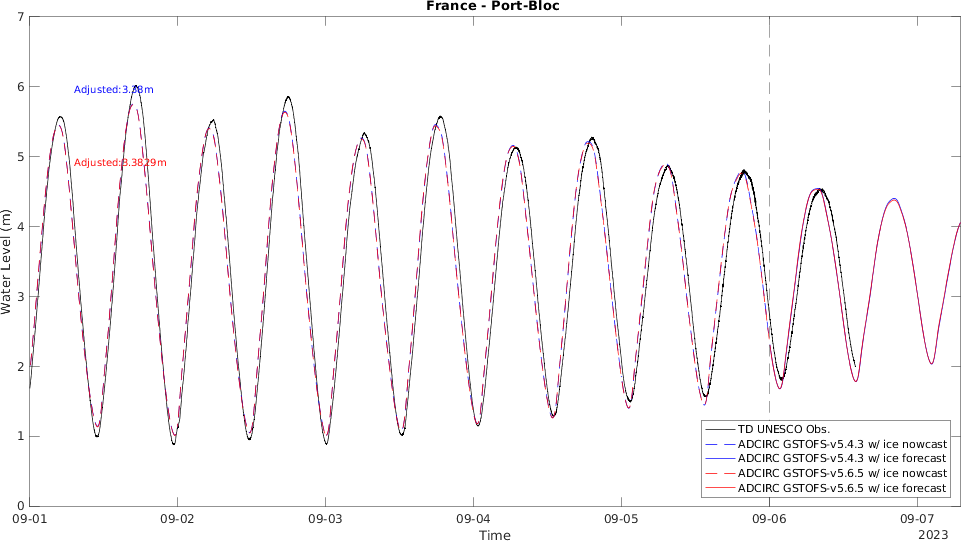 France - Port-Bloc
7
6
5
4
3
2
1
0
Water Level (m)
Adjusted:3.38m
Adjusted:3.3829m
TD UNESCO Obs.
ADCIRC GSTOFS-v5.4.3 w/ ice nowcast
ADCIRC GSTOFS-v5.4.3 w/ ice forecast
ADCIRC GSTOFS-v5.6.5 w/ ice nowcast
ADCIRC GSTOFS-v5.6.5 w/ ice forecast
09-01 09-02 09-03 09-04 09-05 09-06 09-07
Time
2023